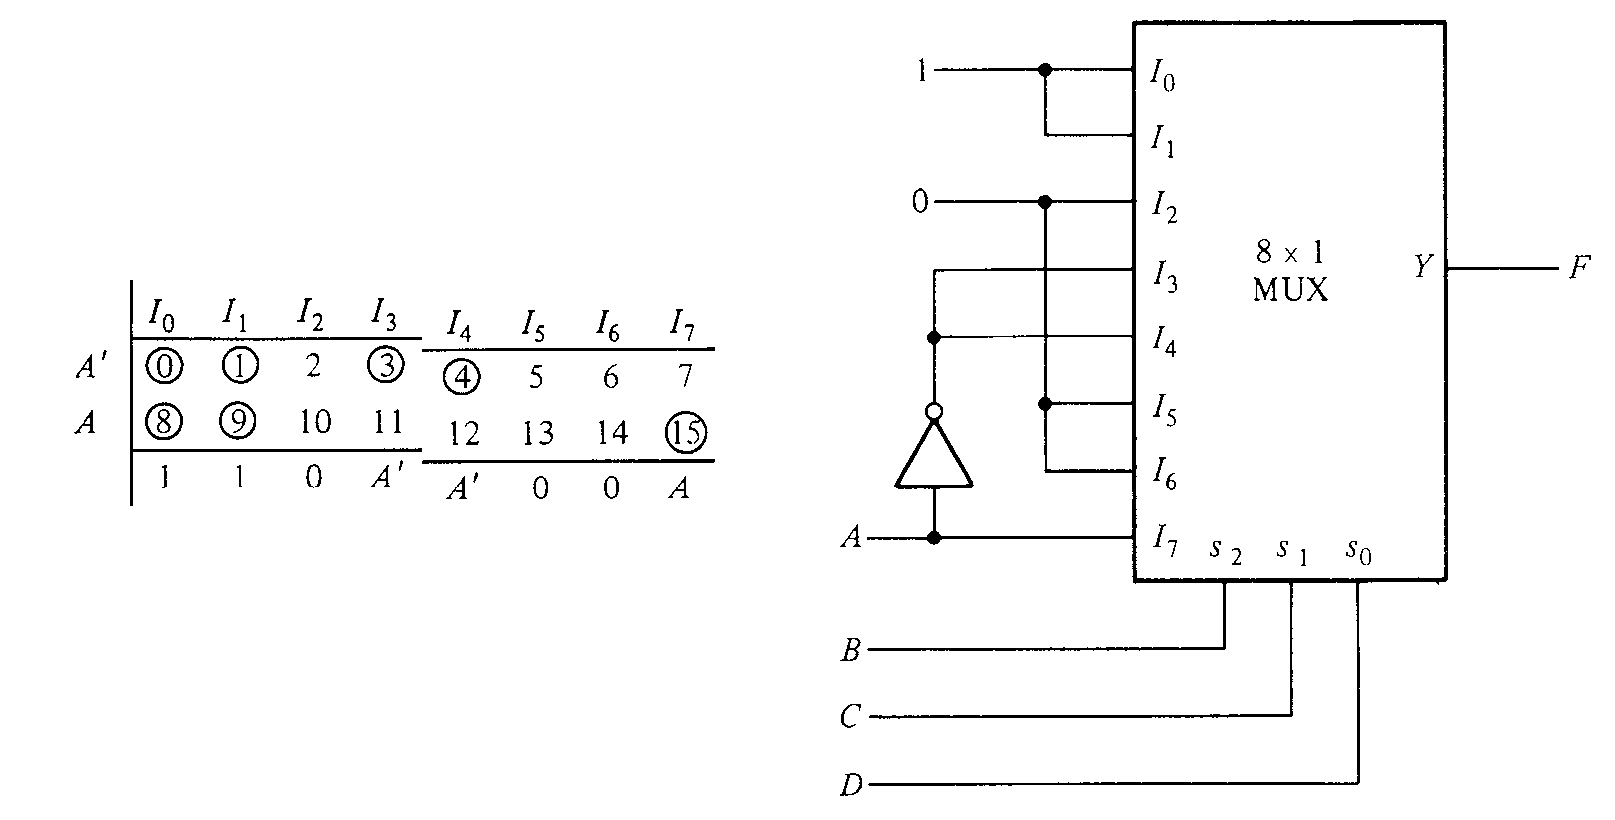 I0 I1 I2 I3 I4 I5 I6 I7
A' 0 1 2 3 4 5 6 7
A 8 9 10 11 12 13 14 15
1 1 0 A' A' 0 0 A
1
0
A
B
C
D
I0
I1
I2
I3
I4
I5
I6
I7
8 × 1
MUX
Y
F
s2 s1 s0